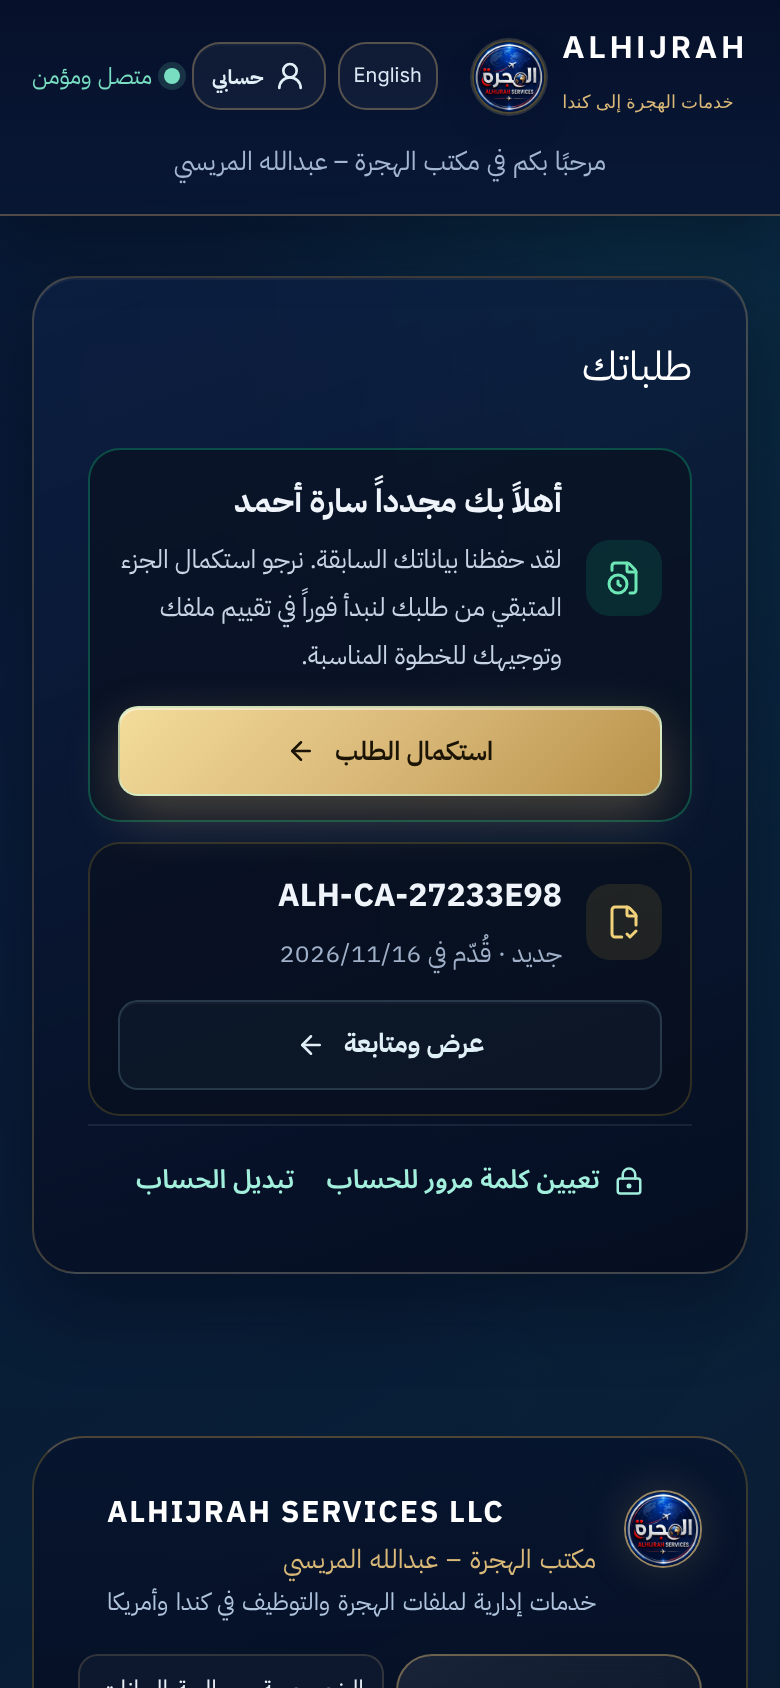 ALHIJRAH
خدمات الهجرة إلى كندا
English
حسابي
متصل ومؤمن
مرحبًا بكم في مكتب الهجرة – عبدالله المريسي
طلباتك
أهلاً بك مجدداً سارة أحمد
لقد حفظنا بياناتك السابقة. نرجو استكمال الجزء
المتبقي من طلبك لنبدأ فوراً في تقييم ملفك
وتوجيهك للخطوة المناسبة.
استكمال الطلب ←
ALH-CA-27233E98
جديد · قُدّم في 2026/11/16
عرض ومتابعة ←
تعيين كلمة مرور للحساب
تبديل الحساب
الهجرة
ALHIJRAH SERVICES
ALHIJRAH SERVICES LLC
مكتب الهجرة – عبدالله المريسي
خدمات إدارية لملفات الهجرة والتوظيف في كندا وأمريكا